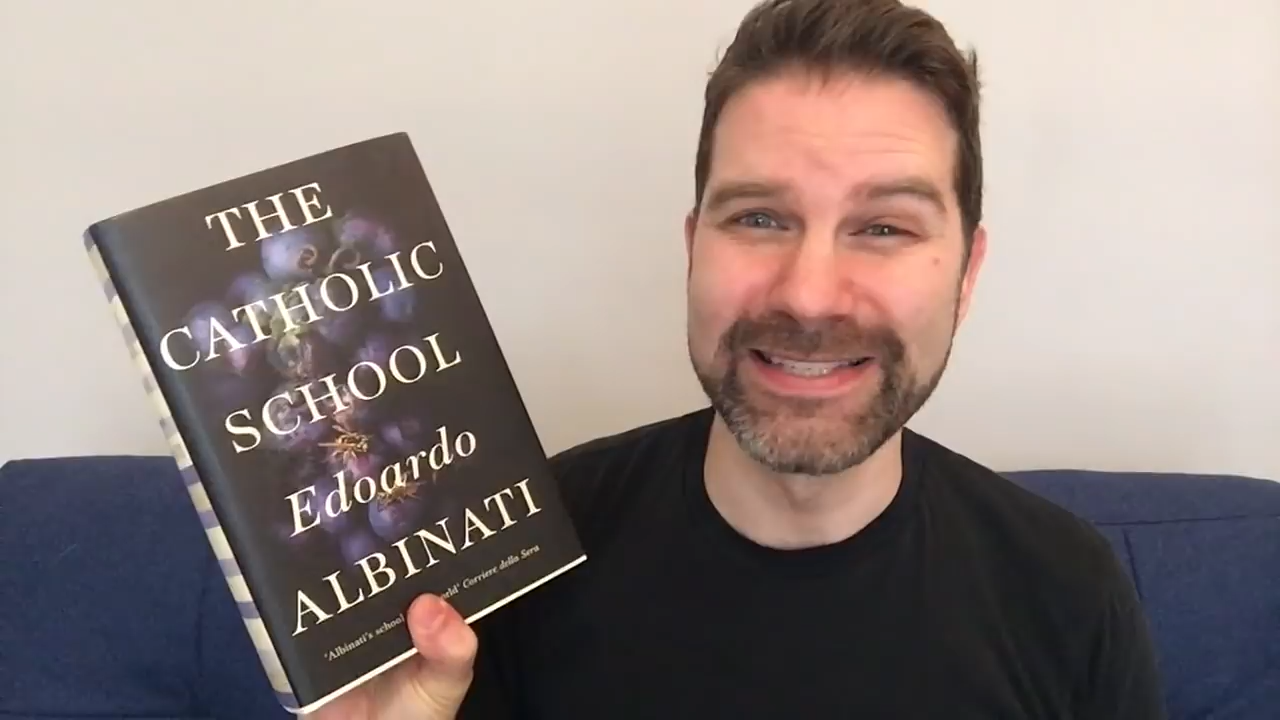 THE
CATHOLIC
SCHOOL
Edoardo
ALBINATI
'Albinati's school Corriere della Sera